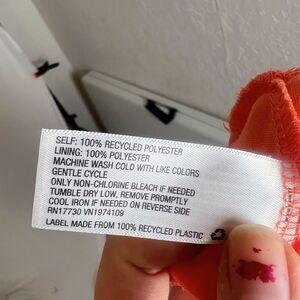 SELF: 100% RECYCLED POLYESTER
LINING: 100% POLYESTER
MACHINE WASH COLD WITH LIKE COLORS
GENTLE CYCLE
ONLY NON-CHLORINE BLEACH IF NEEDED
TUMBLE DRY LOW, REMOVE PROMPTLY
COOL IRON IF NEEDED ON REVERSE SIDE
RN17730 VN1974109
LABEL MADE FROM 100% RECYCLED PLASTIC